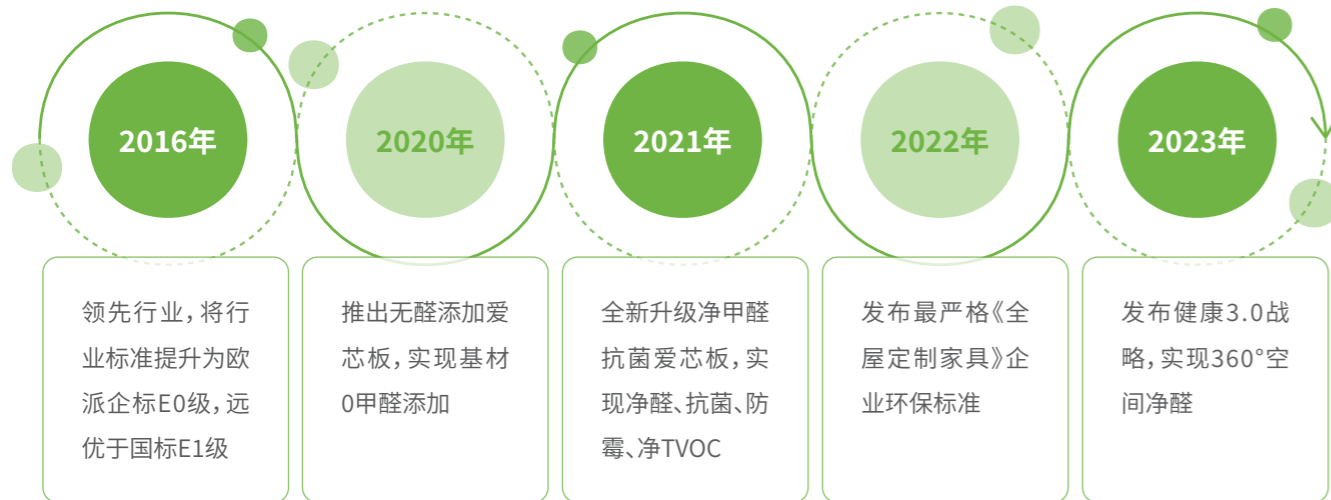 2016年
2020年
2021年
2022年
2023年
领先行业,将行
业标准提升为欧
派企标E0级,远
优于国标E1级
推出无醛添加爱
芯板,实现基材
0甲醛添加
全新升级净甲醛
抗菌爱芯板,实
现净醛、抗菌、防
霉、净TVOC
发布最严格《全
屋定制家具》企
业环保标准
发布健康3.0战
略,实现360°空
间净醛